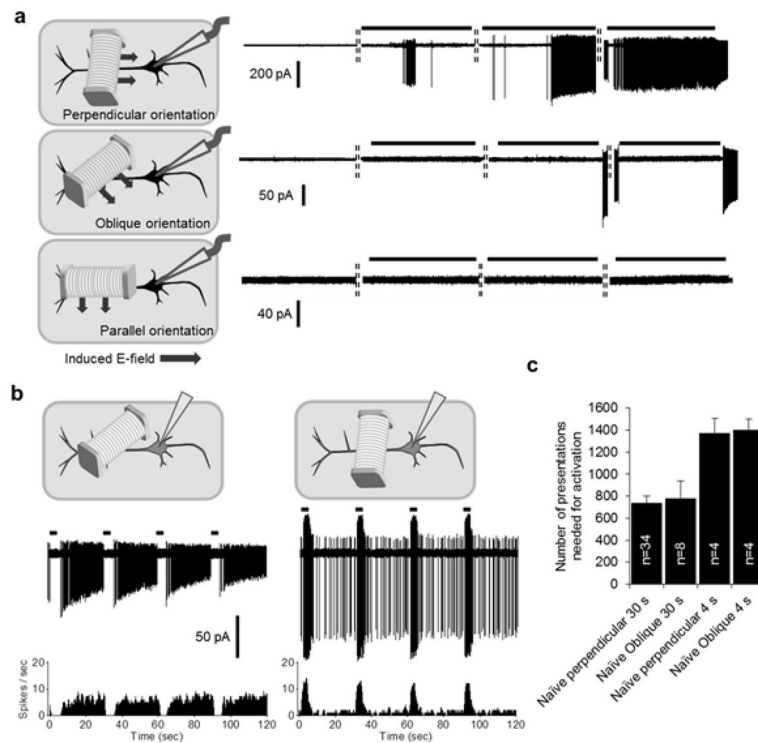 a
Perpendicular orientation
200 pA
Oblique orientation
50 pA
Parallel orientation
40 pA
Induced E-field
b
50 pA
Spikes / sec
20
10
0
0 20 40 60 80 100 120
Time (sec)
20
10
0
0 20 40 60 80 100 120
Time (sec)
c
Number of presentations
needed for activation
1600
1400
1200
1000
800
600
400
200
0
n=34
n=8
n=4
n=4
Naïve perpendicular 30 s
Naïve Oblique 30 s
Naïve perpendicular 4 s
Naïve Oblique 4 s